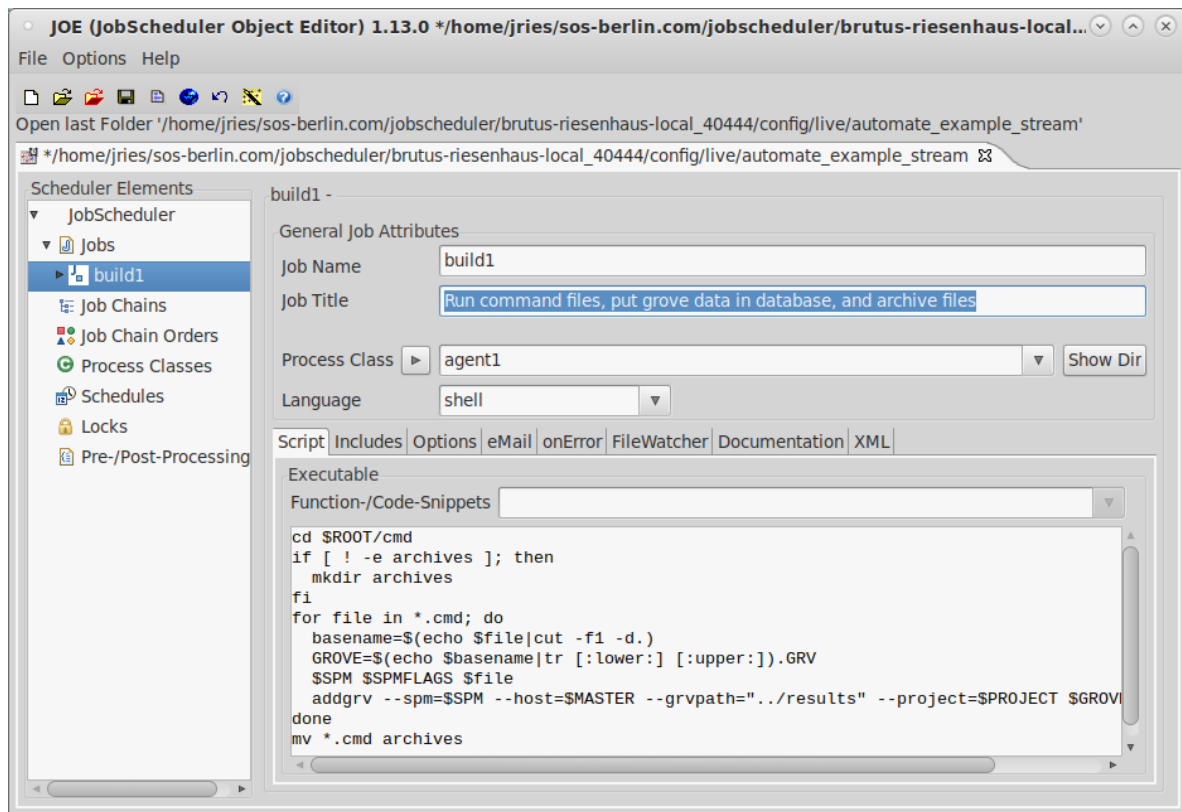 JOE (JobScheduler Object Editor) 1.13.0 */home/jries/sos-berlin.com/jobscheduler/brutus-riesenhaus-local...
File Options Help
Open last Folder '/home/jries/sos-berlin.com/jobscheduler/brutus-riesenhaus-local_40444/config/live/automate_example_stream'
*/home/jries/sos-berlin.com/jobscheduler/brutus-riesenhaus-local_40444/config/live/automate_example_stream
Scheduler Elements
JobScheduler
Jobs
build1
Job Chains
Job Chain Orders
Process Classes
Schedules
Locks
Pre-/Post-Processing
build1 -
General Job Attributes
Job Name build1
Job Title Run command files, put grove data in database, and archive files
Process Class agent1 Show Dir
Language shell
Script Includes Options eMail onError FileWatcher Documentation XML
Executable
Function-/Code-Snippets
cd $ROOT/cmd
if [ ! -e archives ]; then
mkdir archives
fi
for file in *.cmd; do
basename=$(echo $file|cut -f1 -d.)
GROVE=$(echo $basename|tr [:lower:] [:upper:]).GRV
$SPM $SPMFLAGS $file
addgrv --spm=$SPM --host=$MASTER --grvpath="../results" --project=$PROJECT $GROV
done
mv *.cmd archives